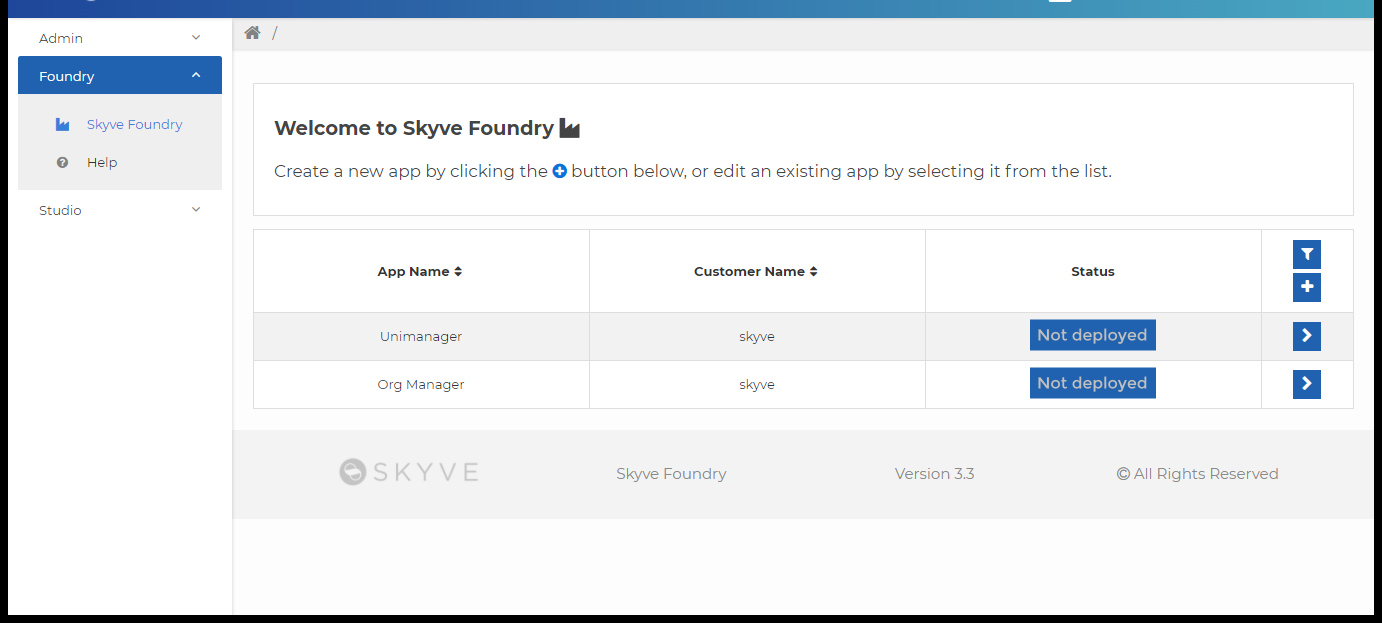 Admin
Foundry
Skyve Foundry
Help
Studio
/
Welcome to Skyve Foundry
Create a new app by clicking the button below, or edit an existing app by selecting it from the list.
App Name Customer Name Status
Unimanager skyve Not deployed
Org Manager skyve Not deployed
SKYVE Skyve Foundry Version 3.3 © All Rights Reserved